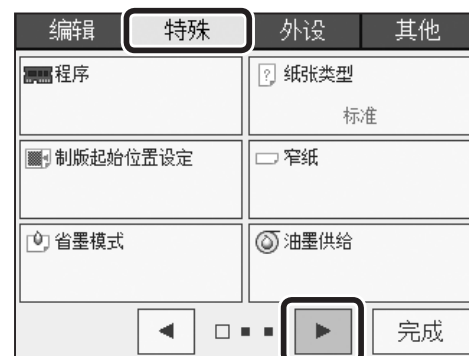 编辑 特殊 外设 其他
程序 纸张类型
标准
制版起始位置设定 窄纸
省墨模式 油墨供给
完成